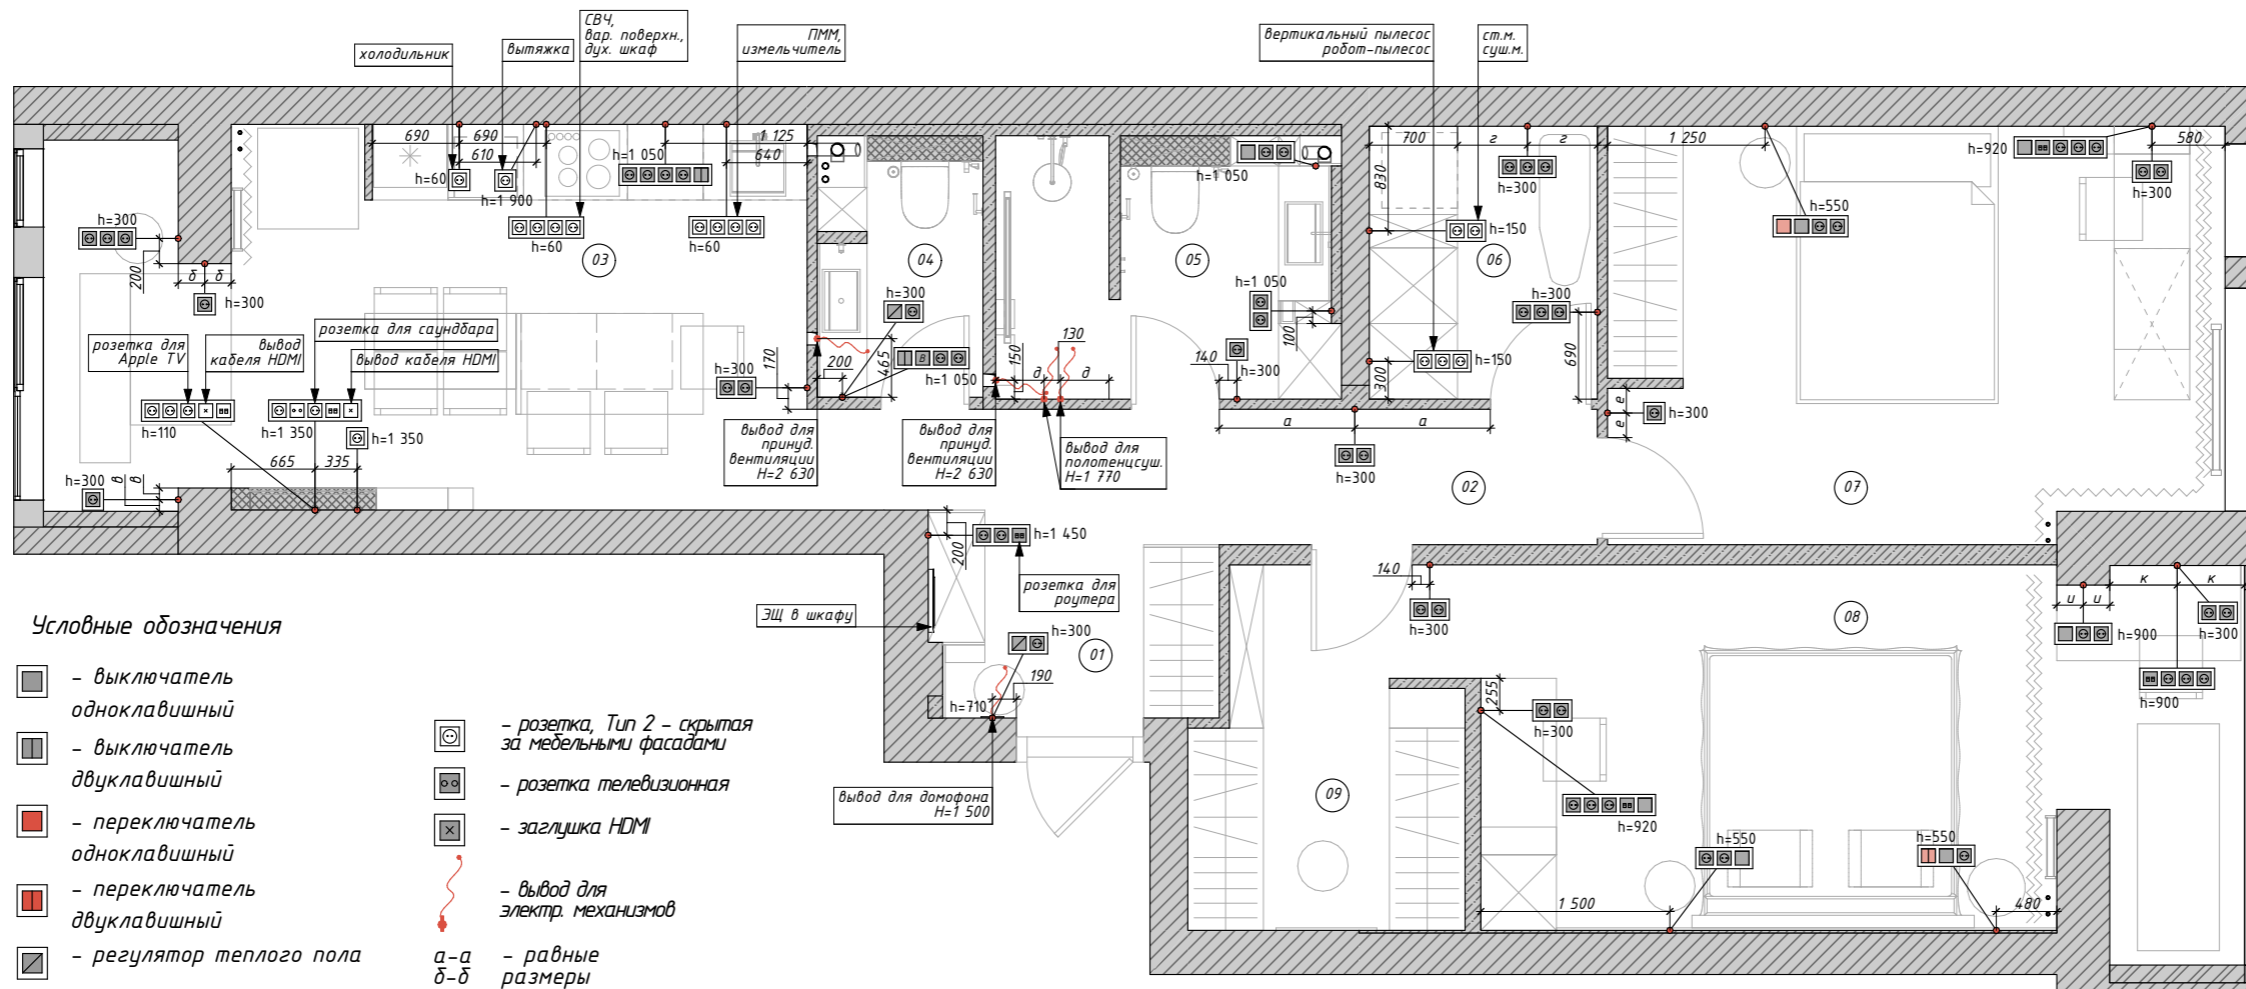 холодильник
вытяжка
СВЧ,
вар. поверхн.,
дух. шкаф
ПММ,
измельчитель
вертикальный пылесос
робот-пылесос
ст.м.
суш.м.
690
690
610
1 125
640
h=60
h=1 900
h=1 050
h=60
h=60
03
h=300
200
б
б
h=300
розетка для
Apple TV
вывод
кабеля HDMI
розетка для саундбара
вывод кабеля HDMI
h=110
h=1 350
h=1 350
665
335
h=300
в
в
h=300
170
04
h=300
200
465
h=1 050
вывод для
принуд.
вентиляции
H=2 630
вывод для
принуд.
вентиляции
H=2 630
вывод для
полотенцсуш.
H=1 770
150
130
д
д
h=1 050
05
h=1 050
100
140
h=300
а
а
h=300
700
г
г
830
h=300
h=150
06
h=300
690
h=150
300
1 250
h=550
h=920
580
h=300
е
е
h=300
02
07
200
h=1 450
розетка для
роутера
ЭЩ в шкафу
h=300
01
190
h=710
вывод для домофона
H=1 500
140
h=300
08
и
и
к
к
h=900
h=300
h=900
255
h=300
h=920
09
h=550
h=550
1 500
480
Условные обозначения
- выключатель
одноклавишный
- выключатель
двуклавишный
- переключатель
одноклавишный
- переключатель
двуклавишный
- регулятор теплого пола
- розетка, Тип 2 - скрытая
за мебельными фасадами
- розетка телевизионная
- заглушка HDMI
- вывод для
электр. механизмов
а-а
б-б
- равные
размеры